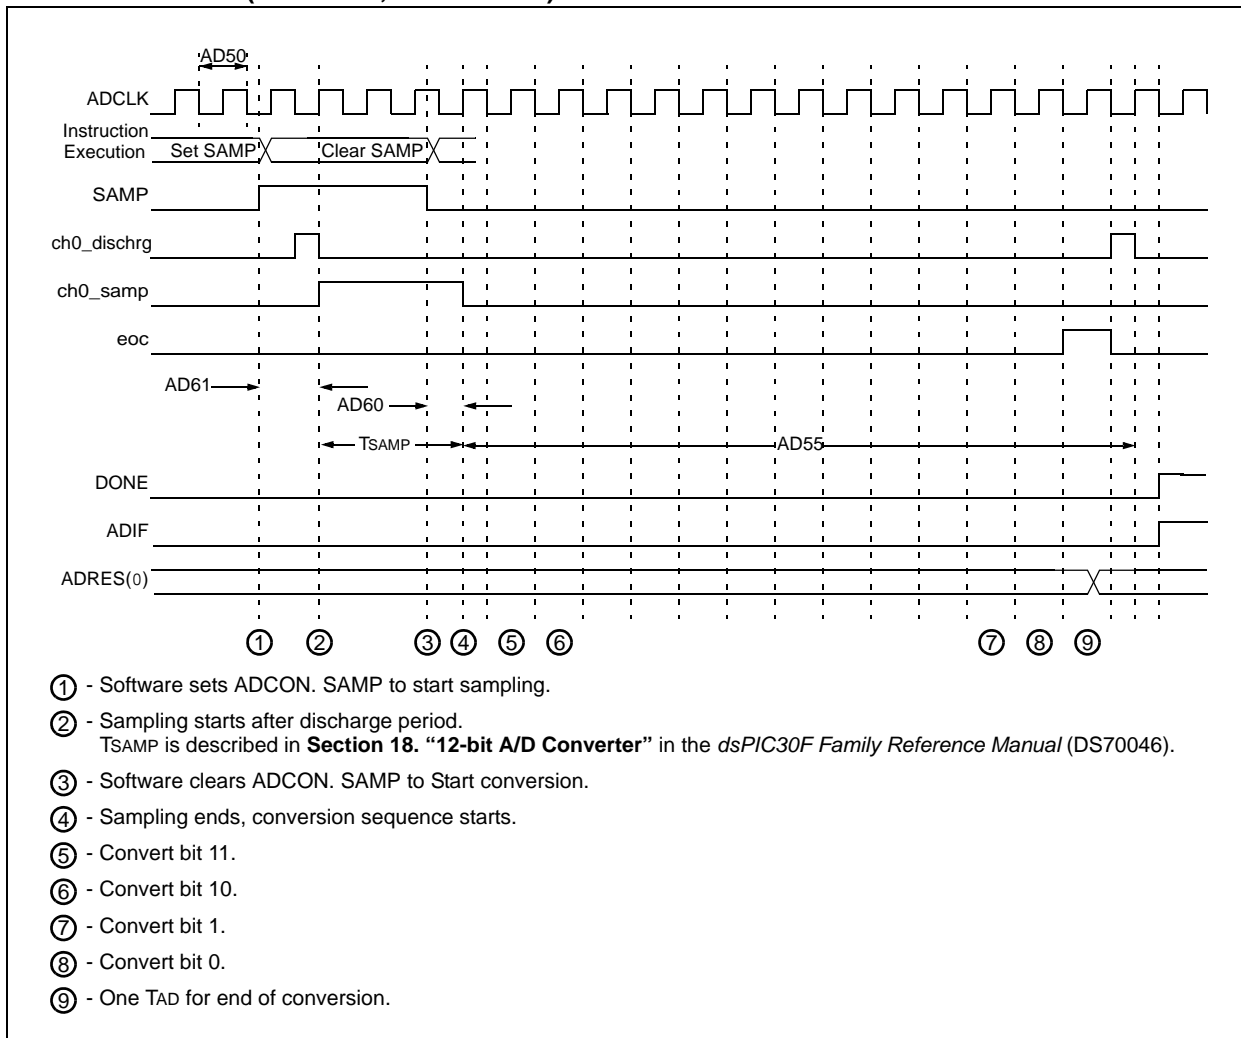 AD50
ADCLK
Instruction
Execution Set SAMP Clear SAMP
SAMP
ch0_dischrg
ch0_samp
eoc
AD61
AD60
TSAMP AD55
DONE
ADIF
ADRES(0)
1 2 3 4 5 6 7 8 9
1 - Software sets ADCON. SAMP to start sampling.
2 - Sampling starts after discharge period.
TSAMP is described in Section 18. “12-bit A/D Converter” in the dsPIC30F Family Reference Manual (DS70046).
3 - Software clears ADCON. SAMP to Start conversion.
4 - Sampling ends, conversion sequence starts.
5 - Convert bit 11.
6 - Convert bit 10.
7 - Convert bit 1.
8 - Convert bit 0.
9 - One TAD for end of conversion.